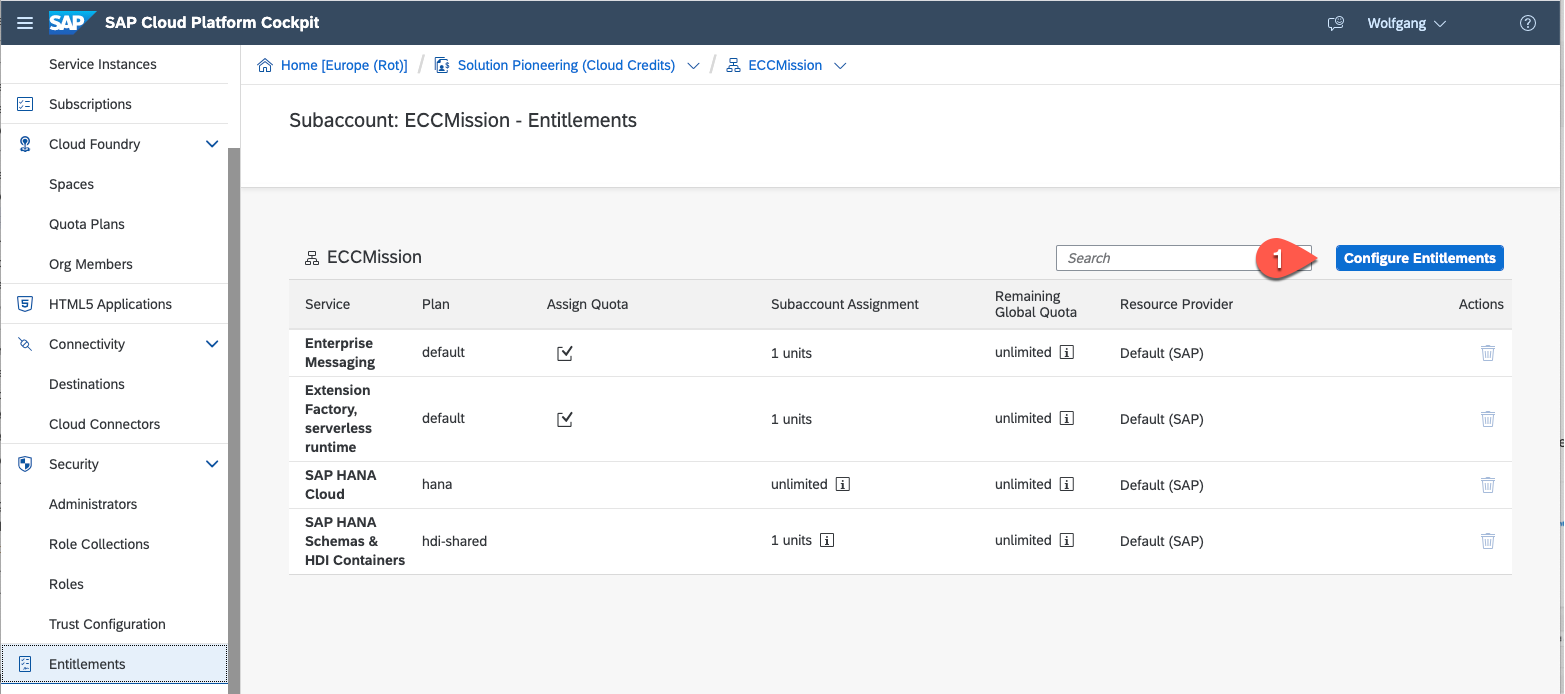 SAP SAP Cloud Platform Cockpit
Wolfgang
Service Instances
Subscriptions
Cloud Foundry
Spaces
Quota Plans
Org Members
HTML5 Applications
Connectivity
Destinations
Cloud Connectors
Security
Administrators
Role Collections
Roles
Trust Configuration
Entitlements
Home [Europe (Rot)] / Solution Pioneering (Cloud Credits) / ECCMission
Subaccount: ECCMission - Entitlements
ECCMission
Search
1
Configure Entitlements
Service Plan Assign Quota Subaccount Assignment Remaining
Global Quota Resource Provider Actions
Enterprise
Messaging default 1 units unlimited Default (SAP)
Extension
Factory,
serverless
runtime default 1 units unlimited Default (SAP)
SAP HANA
Cloud hana unlimited unlimited Default (SAP)
SAP HANA
Schemas &
HDI Containers hdi-shared 1 units unlimited Default (SAP)